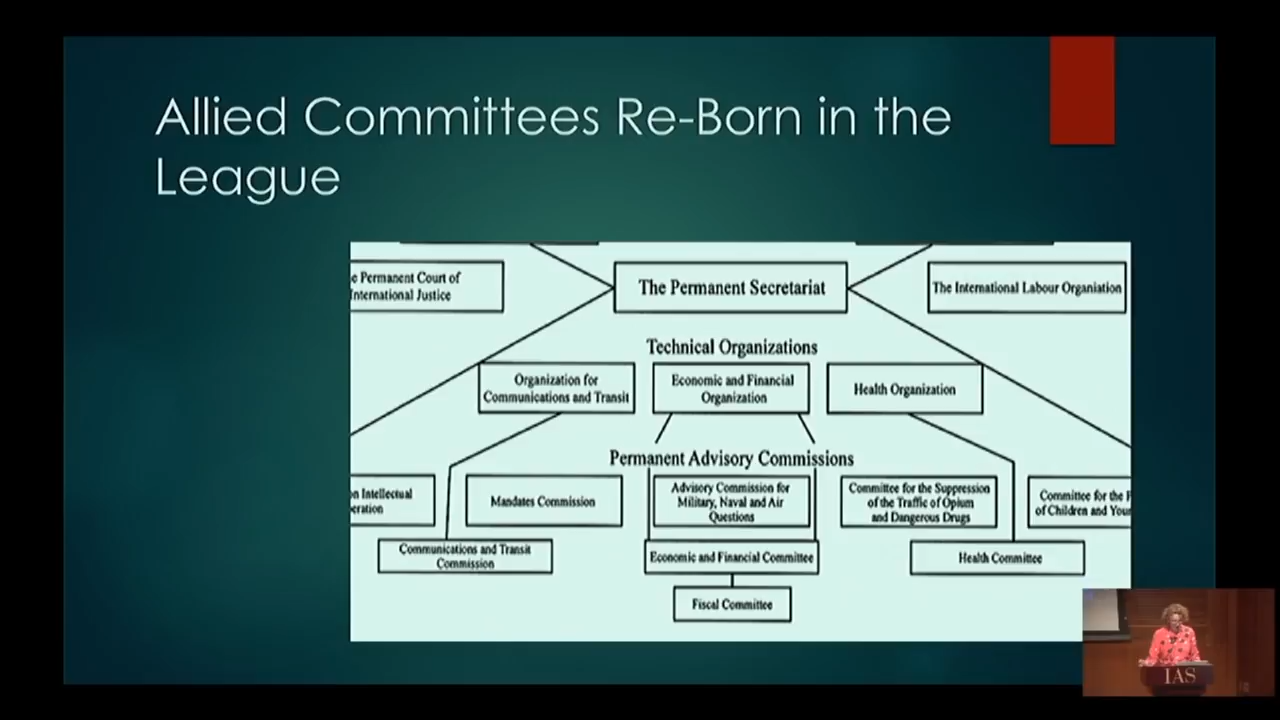 Allied Committees Re-Born in the
League
e Permanent Court of
International Justice
The Permanent Secretariat
The International Labour Organiation
Technical Organizations
Organization for
Communications and Transit
Economic and Financial
Organization
Health Organization
Permanent Advisory Commissions
on Intellectual
eration
Mandates Commission
Advisory Commission for
Military, Naval and Air
Questions
Committee for the Suppression
of the Traffic of Opium
and Dangerous Drugs
Committee for the P
of Children and You
Communications and Transit
Commission
Economic and Financial Committee
Health Committee
Fiscal Committee
IAS